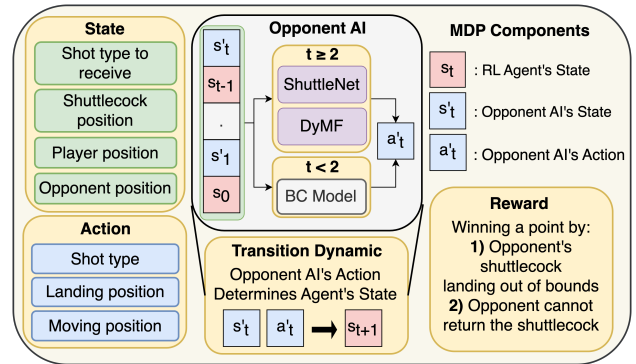 State
Shot type to
receive
Shuttlecock
position
Player position
Opponent position
Action
Shot type
Landing position
Moving position
Opponent AI
s't
st-1
.
s'1
s0
t ≥ 2
ShuttleNet
DyMF
t < 2
BC Model
a't
Transition Dynamic
Opponent AI's Action
Determines Agent's State
s't a't st+1
MDP Components
st : RL Agent's State
s't : Opponent AI's State
a't : Opponent AI's Action
Reward
Winning a point by:
1) Opponent's
shuttlecock
landing out of bounds
2) Opponent cannot
return the shuttlecock